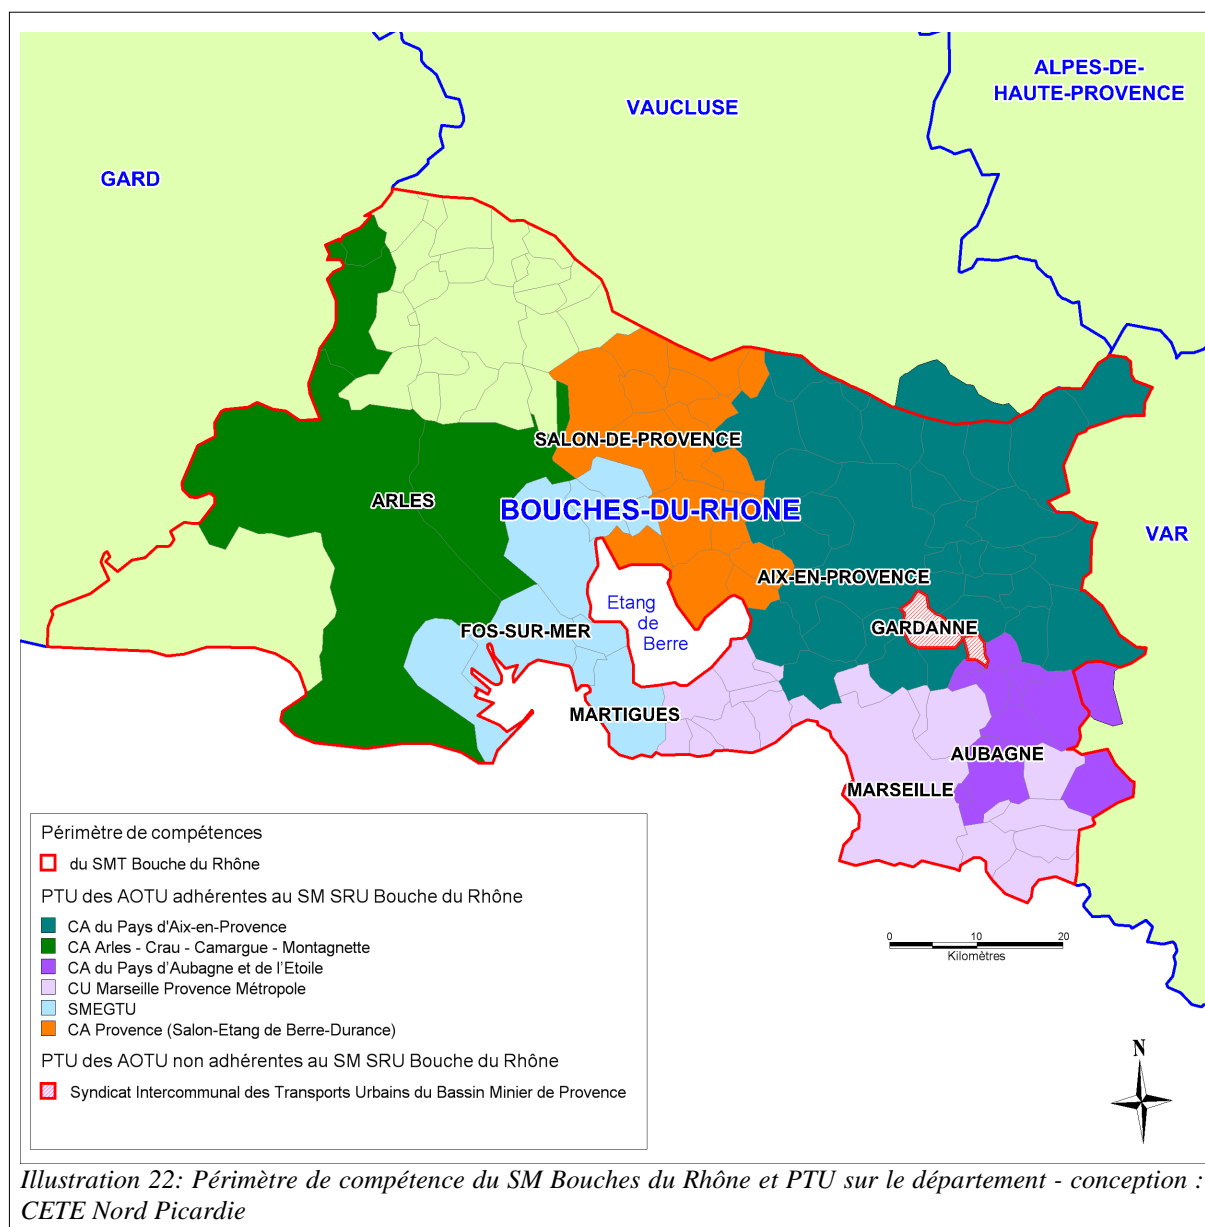 ALPES-DE-
HAUTE-PROVENCE
VAUCLUSE
GARD
SALON-DE-PROVENCE
ARLES
BOUCHES-DU-RHONE
VAR
AIX-EN-PROVENCE
Etang
de
Berre
GARDANNE
FOS-SUR-MER
MARTIGUES
AUBAGNE
MARSEILLE
Périmètre de compétences
du SMT Bouche du Rhône
PTU des AOTU adhérentes au SM SRU Bouche du Rhône
CA du Pays d'Aix-en-Provence
CA Arles - Crau - Camargue - Montagnette
CA du Pays d'Aubagne et de l'Etoile
CU Marseille Provence Métropole
SMEGTU
CA Provence (Salon-Etang de Berre-Durance)
PTU des AOTU non adhérentes au SM SRU Bouche du Rhône
Syndicat Intercommunal des Transports Urbains du Bassin Minier de Provence
0 10 20
Kilomètres
N
Illustration 22: Périmètre de compétence du SM Bouches du Rhône et PTU sur le département - conception :
CETE Nord Picardie